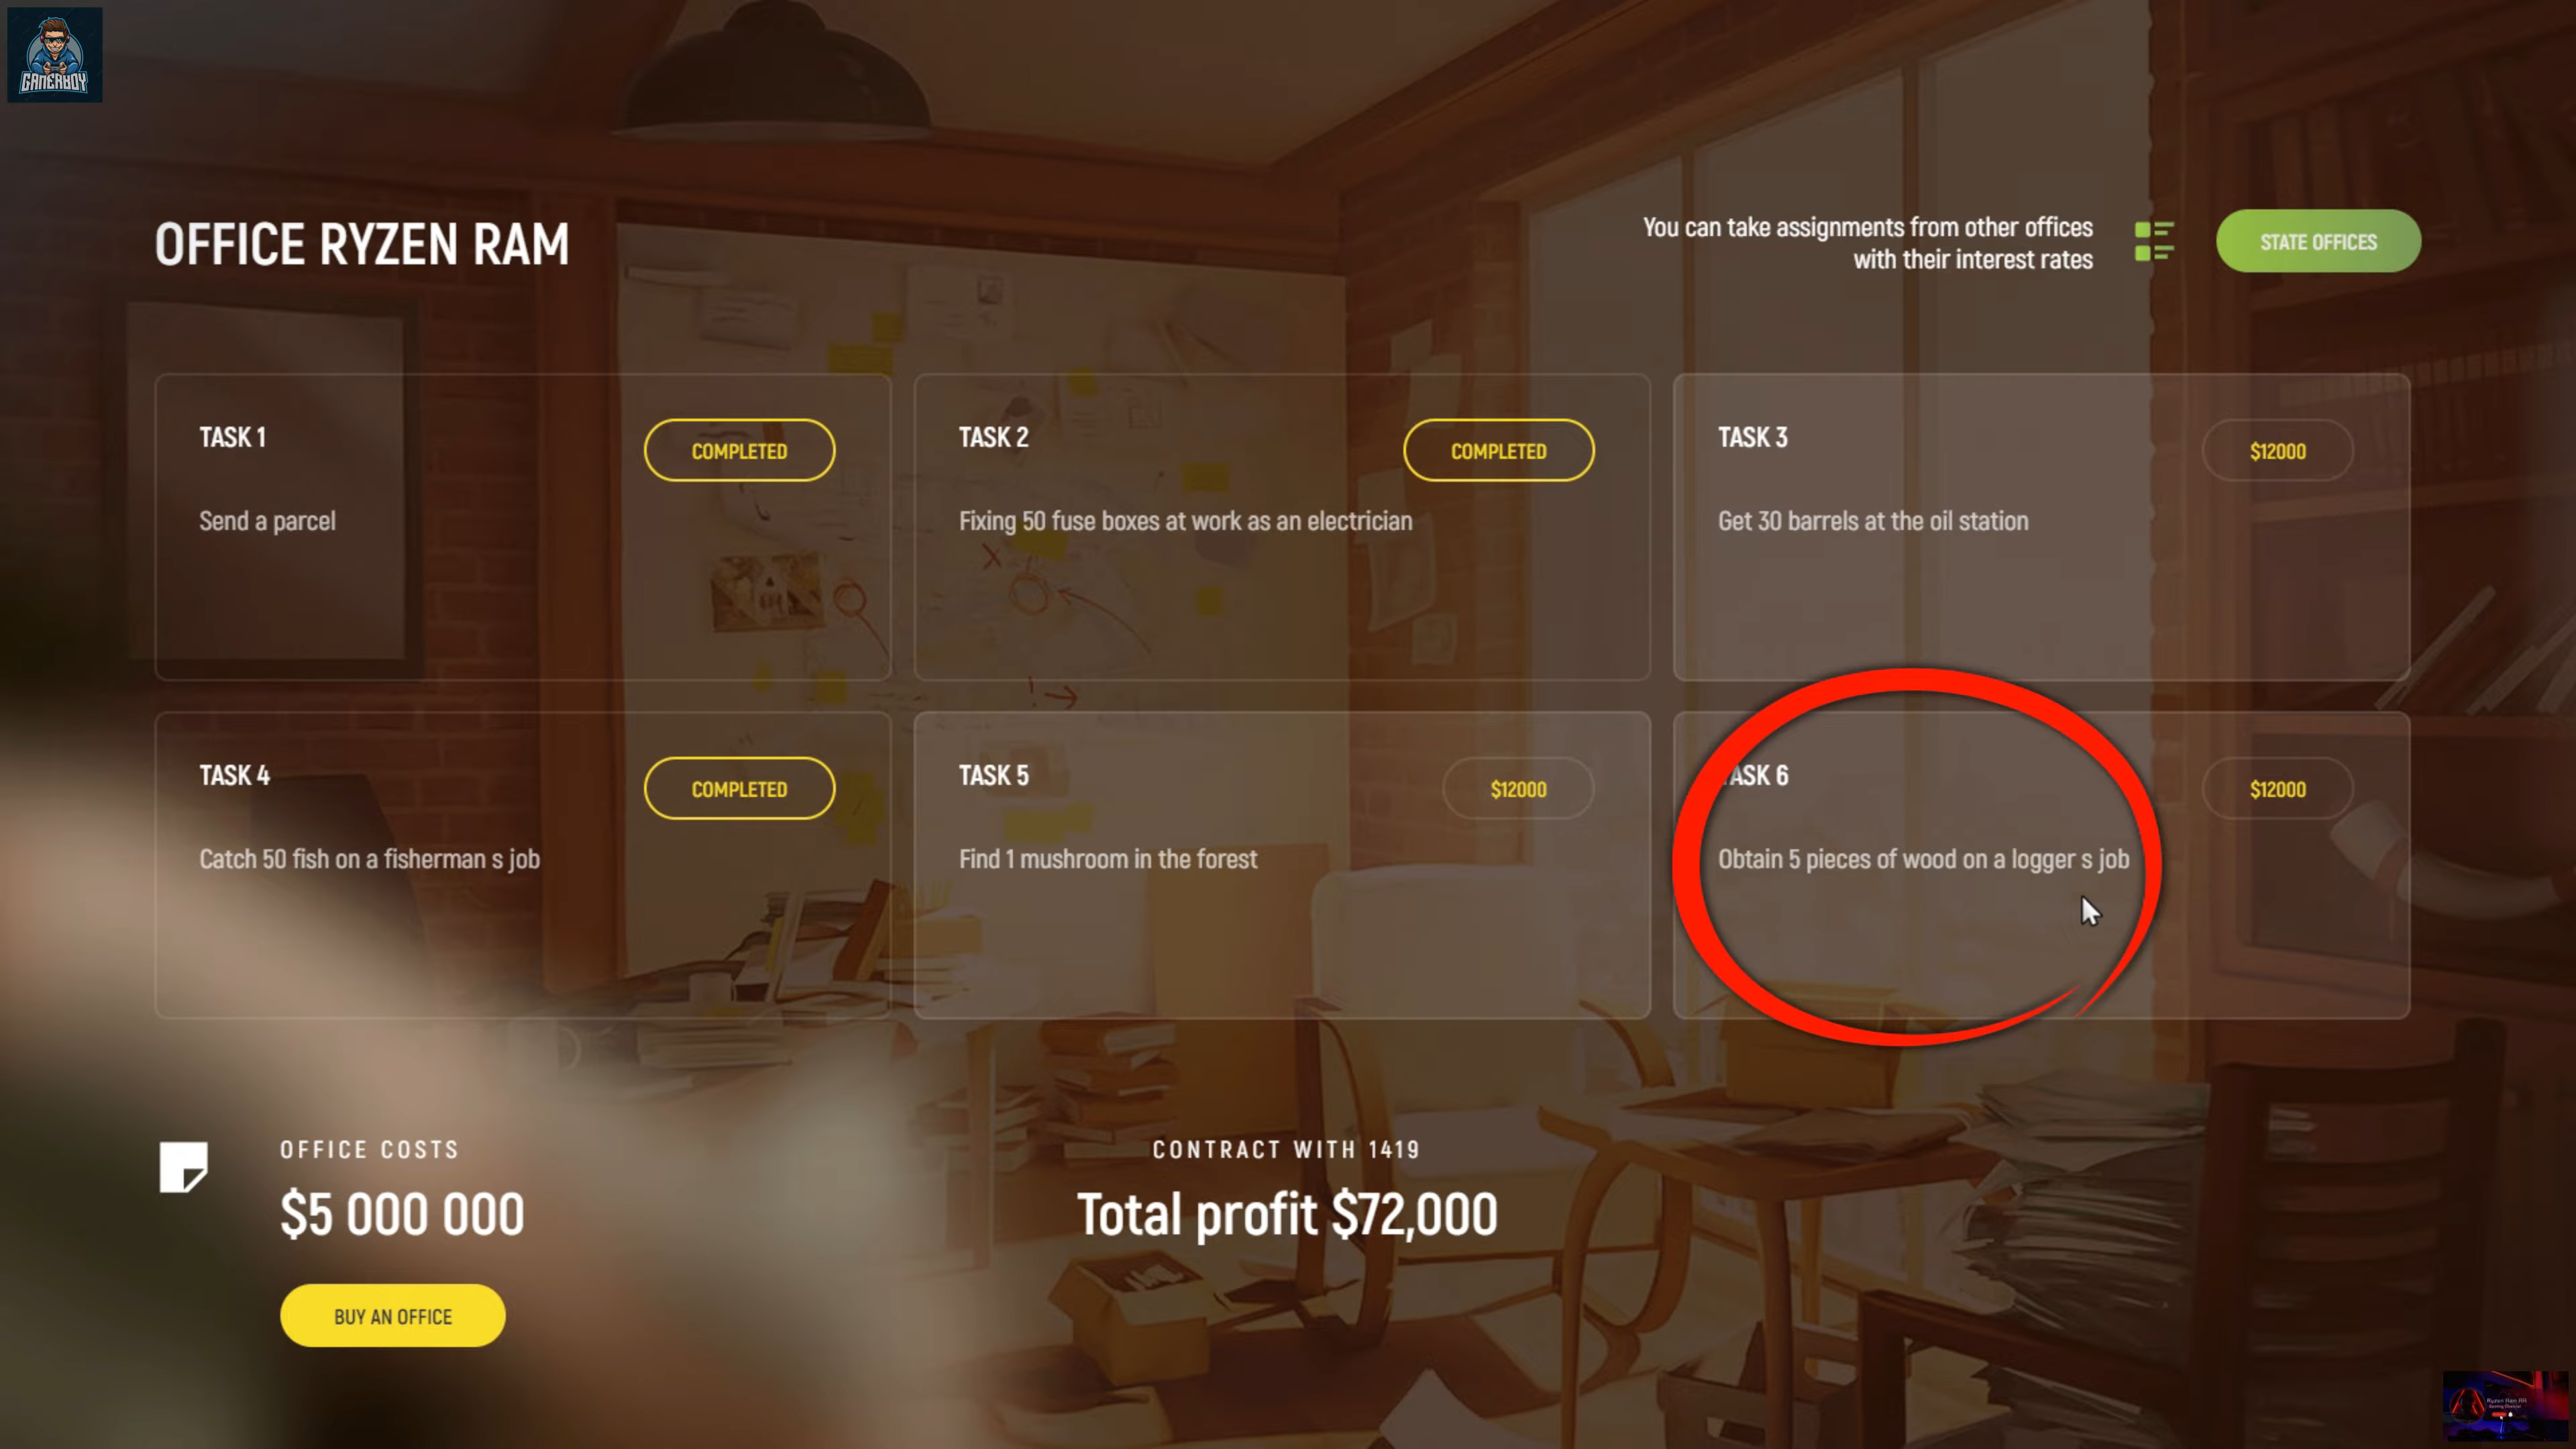 GAMERBOY
OFFICE RYZEN RAM
You can take assignments from other offices
with their interest rates
STATE OFFICES
TASK 1
COMPLETED
Send a parcel
TASK 2
COMPLETED
Fixing 50 fuse boxes at work as an electrician
TASK 3
$12000
Get 30 barrels at the oil station
TASK 4
COMPLETED
Catch 50 fish on a fisherman s job
TASK 5
$12000
Find 1 mushroom in the forest
ASK 6
$12000
Obtain 5 pieces of wood on a logger s job
OFFICE COSTS
$5 000 000
BUY AN OFFICE
CONTRACT WITH 1419
Total profit $72,000